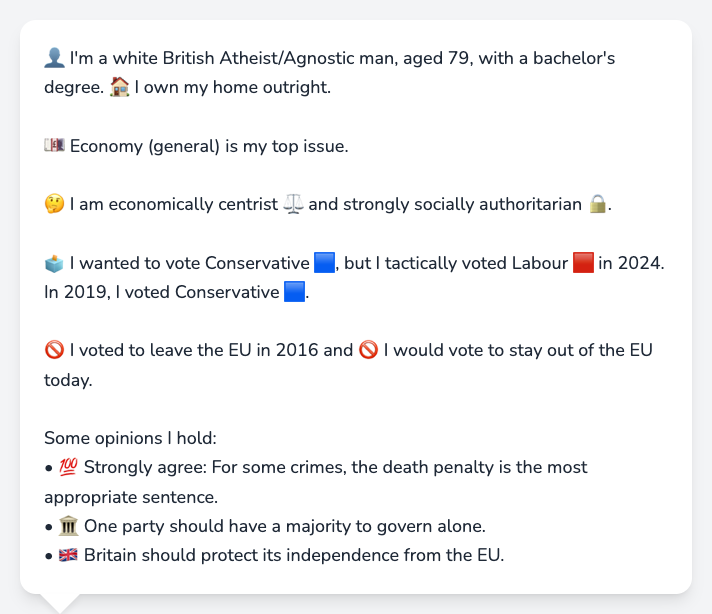 👤 I'm a white British Atheist/Agnostic man, aged 79, with a bachelor's
degree. 🏠 I own my home outright.
💷 Economy (general) is my top issue.
🤔 I am economically centrist ⚖️ and strongly socially authoritarian 🔒.
🗳️ I wanted to vote Conservative 🟦, but I tactically voted Labour 🟥 in 2024.
In 2019, I voted Conservative 🟦.
🚫 I voted to leave the EU in 2016 and 🚫 I would vote to stay out of the EU
today.
Some opinions I hold:
• 💯 Strongly agree: For some crimes, the death penalty is the most
appropriate sentence.
• 🏛️ One party should have a majority to govern alone.
• 🇬🇧 Britain should protect its independence from the EU.